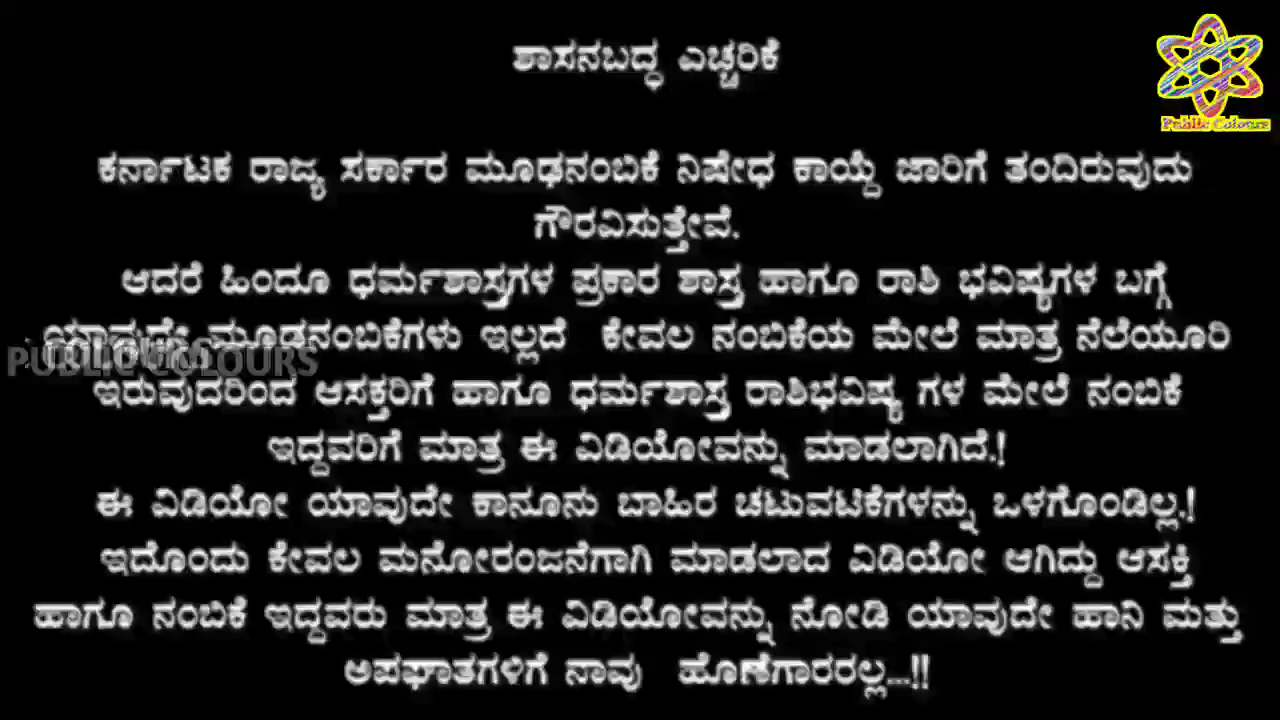 ಶಾಸನಬದ್ಧ ಎಚ್ಚರಿಕೆ
Public Colours
ಕರ್ನಾಟಕ ರಾಜ್ಯ ಸರ್ಕಾರ ಮೂಢನಂಬಿಕೆ ನಿಷೇಧ ಕಾಯ್ದೆ ಜಾರಿಗೆ ತಂದಿರುವುದು
ಗೌರವಿಸುತ್ತೇವೆ.
ಆದರೆ ಹಿಂದೂ ಧರ್ಮಶಾಸ್ತ್ರಗಳ ಪ್ರಕಾರ ಶಾಸ್ತ್ರ ಹಾಗೂ ರಾಶಿ ಭವಿಷ್ಯಗಳ ಬಗ್ಗೆ
ಯಾವುದೇ ಮೂಢನಂಬಿಕೆಗಳು ಇಲ್ಲದೆ ಕೇವಲ ನಂಬಿಕೆಯ ಮೇಲೆ ಮಾತ್ರ ನೆಲೆಯೂರಿ
PUBLIC COLOURS
ಇರುವುದರಿಂದ ಆಸಕ್ತರಿಗೆ ಹಾಗೂ ಧರ್ಮಶಾಸ್ತ್ರ ರಾಶಿಭವಿಷ್ಯ ಗಳ ಮೇಲೆ ನಂಬಿಕೆ
ಇದ್ದವರಿಗೆ ಮಾತ್ರ ಈ ವಿಡಿಯೋವನ್ನು ಮಾಡಲಾಗಿದೆ.!
ಈ ವಿಡಿಯೋ ಯಾವುದೇ ಕಾನೂನು ಬಾಹಿರ ಚಟುವಟಿಕೆಗಳನ್ನು ಒಳಗೊಂಡಿಲ್ಲ.!
ಇದೊಂದು ಕೇವಲ ಮನೋರಂಜನೆಗಾಗಿ ಮಾಡಲಾದ ವಿಡಿಯೋ ಆಗಿದ್ದು ಆಸಕ್ತಿ
ಹಾಗೂ ನಂಬಿಕೆ ಇದ್ದವರು ಮಾತ್ರ ಈ ವಿಡಿಯೋವನ್ನು ನೋಡಿ ಯಾವುದೇ ಹಾನಿ ಮತ್ತು
ಅಪಘಾತಗಳಿಗೆ ನಾವು ಹೊಣೆಗಾರರಲ್ಲ...!!